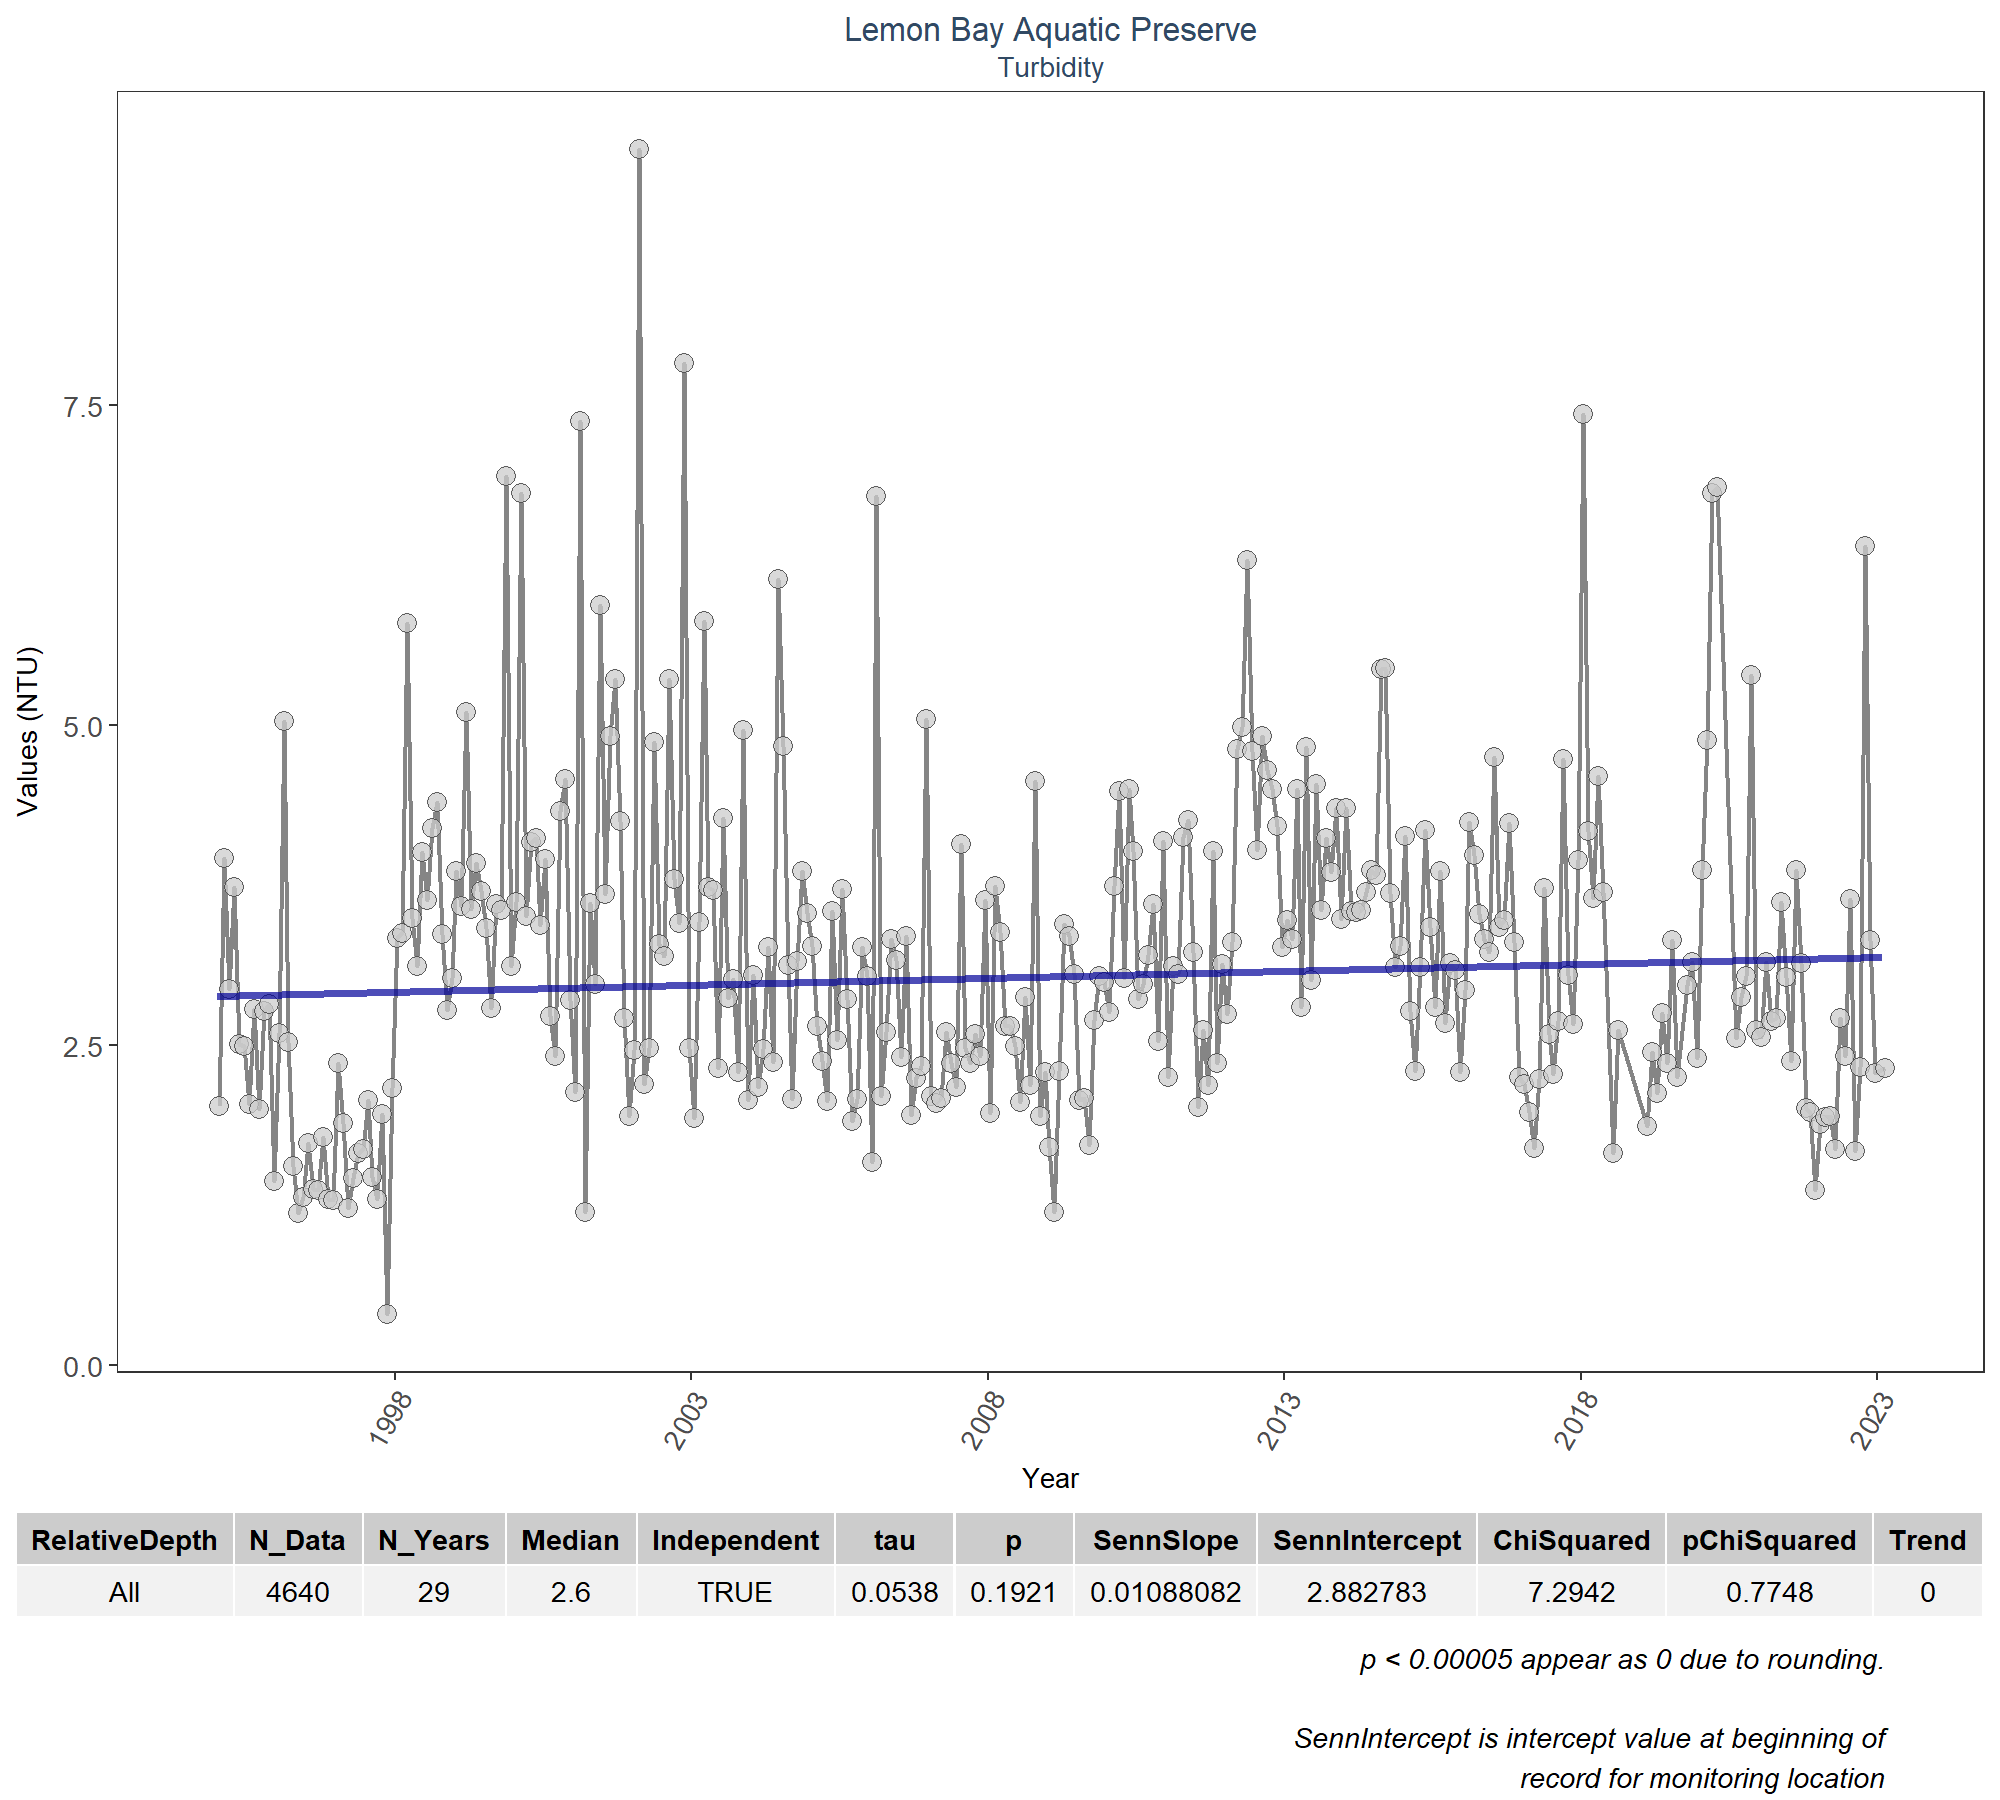 Lemon Bay Aquatic Preserve
Turbidity
Values (NTU)
7.5
5.0
2.5
0.0
1998 2003 2008 2013 2018 2023
Year
RelativeDepth N_Data N_Years Median Independent tau p SennSlope SennIntercept ChiSquared pChiSquared Trend
All 4640 29 2.6 TRUE 0.0538 0.1921 0.01088082 2.882783 7.2942 0.7748 0
p < 0.00005 appear as 0 due to rounding.
SennIntercept is intercept value at beginning of
record for monitoring location